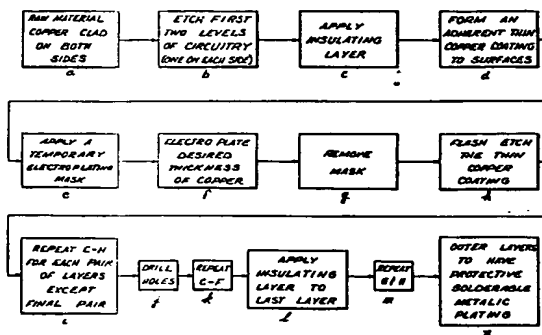 RAW MATERIAL
COPPER CLAD
ON BOTH
SIDES
a
ETCH FIRST
TWO LEVELS
OF CIRCUITRY
(ONE ON EACH SIDE)
b
APPLY
INSULATING
LAYER
c
FORM AN
ADHERENT THIN
COPPER COATING
TO SURFACES
d
APPLY A
TEMPORARY
ELECTROPLATING
MASK
e
ELECTRO PLATE
DESIRED
THICKNESS
OF COPPER
f
REMOVE
MASK
g
FLASH ETCH
THE THIN
COPPER
COATING
h
REPEAT C-H
FOR EACH PAIR
OF LAYERS
EXCEPT
FINAL PAIR
i
DRILL
HOLES
j
REPEAT
C-F
k
APPLY
INSULATING
LAYER TO
LAST LAYER
l
REPEAT
m
OUTER LAYERS
TO HAVE
PROTECTIVE
SOLDERABLE
METALIC
PLATING
n